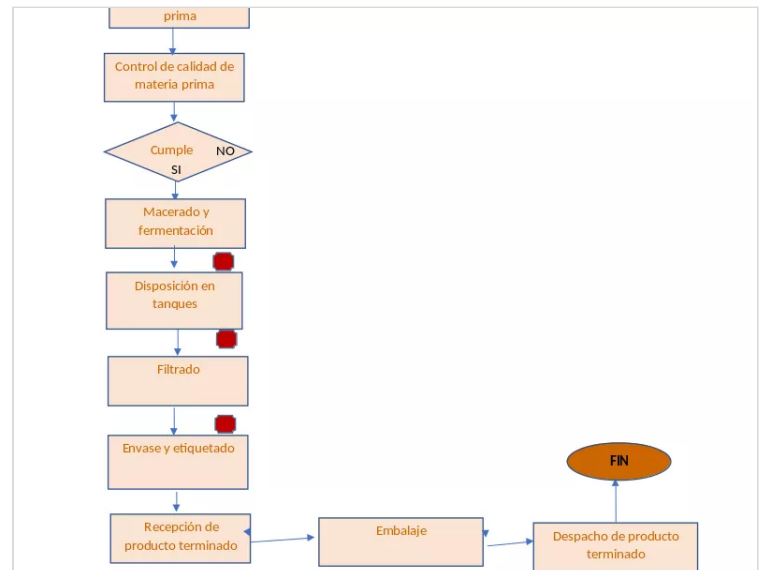 prima
Control de calidad de
materia prima
Cumple
NO
SI
Macerado y
fermentación
Disposición en
tanques
Filtrado
Envase y etiquetado
Recepción de
producto terminado
Embalaje
Despacho de producto
terminado
FIN